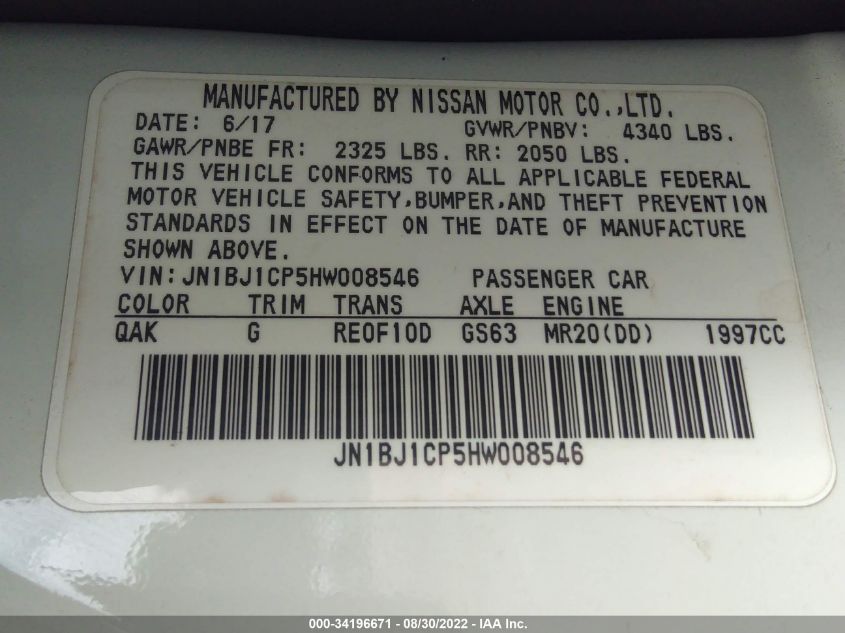 MANUFACTURED BY NISSAN MOTOR CO.,LTD.
DATE: 6/17 GVWR/PNBV: 4340 LBS.
GAWR/PNBE FR: 2325 LBS. RR: 2050 LBS.
THIS VEHICLE CONFORMS TO ALL APPLICABLE FEDERAL
MOTOR VEHICLE SAFETY,BUMPER,AND THEFT PREVENTION
STANDARDS IN EFFECT ON THE DATE OF MANUFACTURE
SHOWN ABOVE.
VIN:JN1BJ1CP5HW008546 PASSENGER CAR
COLOR TRIM TRANS AXLE ENGINE
QAK G RE0F10D GS63 MR20(DD) 1997CC
JN1BJ1CP5HW008546
000-34196671 - 08/30/2022 - IAA Inc.